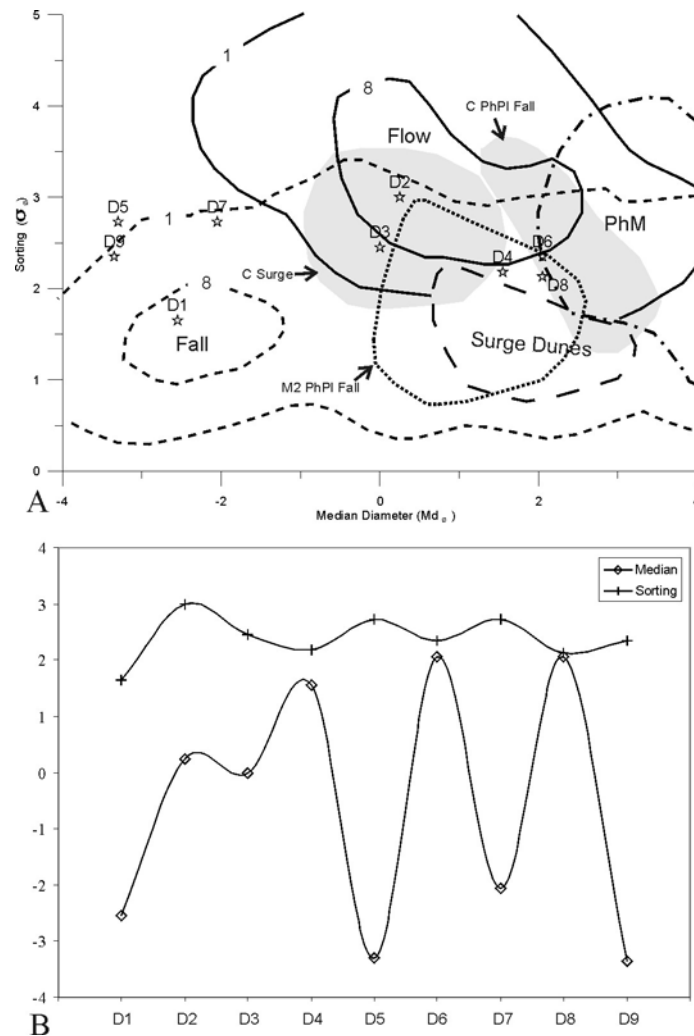 5
4
3
2
1
0
Sorting (σø)
1
8
C PhPl Fall
Flow
D5
1
D7
D2
PhM
D9
D3
D6
8
C Surge
D4
D8
D1
Fall
Surge Dunes
M2 PhPl Fall
-4 -2 0 2 4
A
Median Diameter (Mdø)
B
Median
Sorting
4
3
2
1
0
-1
-2
-3
-4
D1 D2 D3 D4 D5 D6 D7 D8 D9